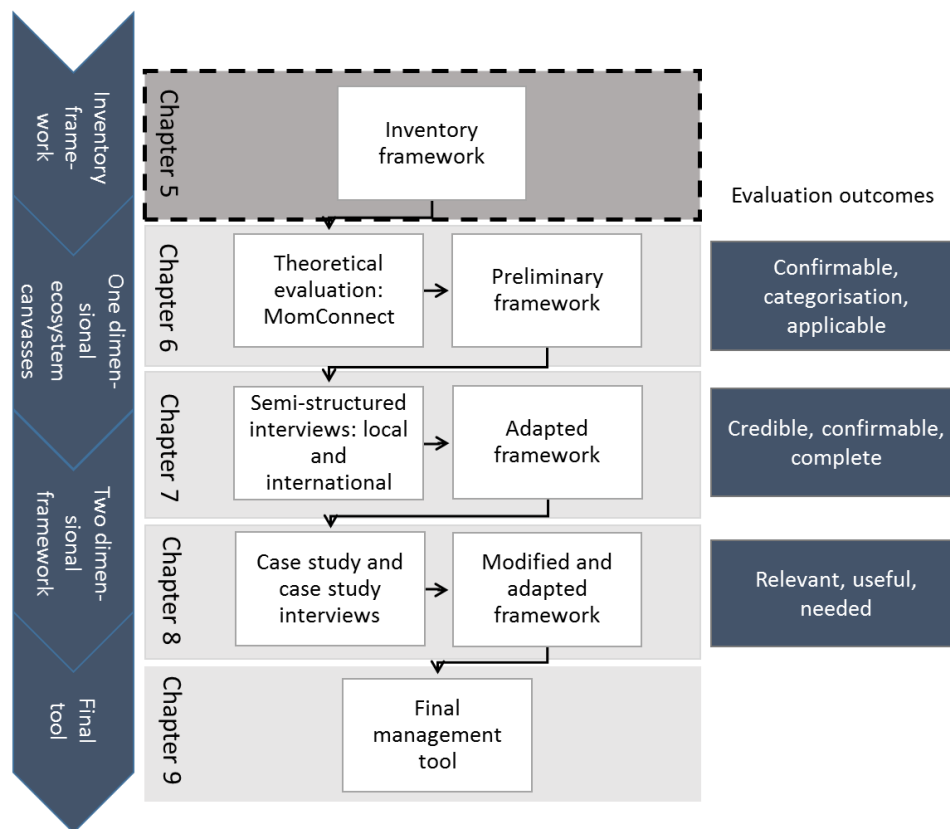 Inventory
frame-
work
One dimen-
sional
ecosystem
canvasses
Two dimen-
sional
framework
Final
tool
Chapter 5
Inventory
framework
Evaluation outcomes
Chapter 6
Theoretical
evaluation:
MomConnect
Preliminary
framework
Confirmable,
categorisation,
applicable
Chapter 7
Semi-structured
interviews: local
and
international
Adapted
framework
Credible, confirmable,
complete
Chapter 8
Case study and
case study
interviews
Modified and
adapted
framework
Relevant, useful,
needed
Chapter 9
Final
management
tool